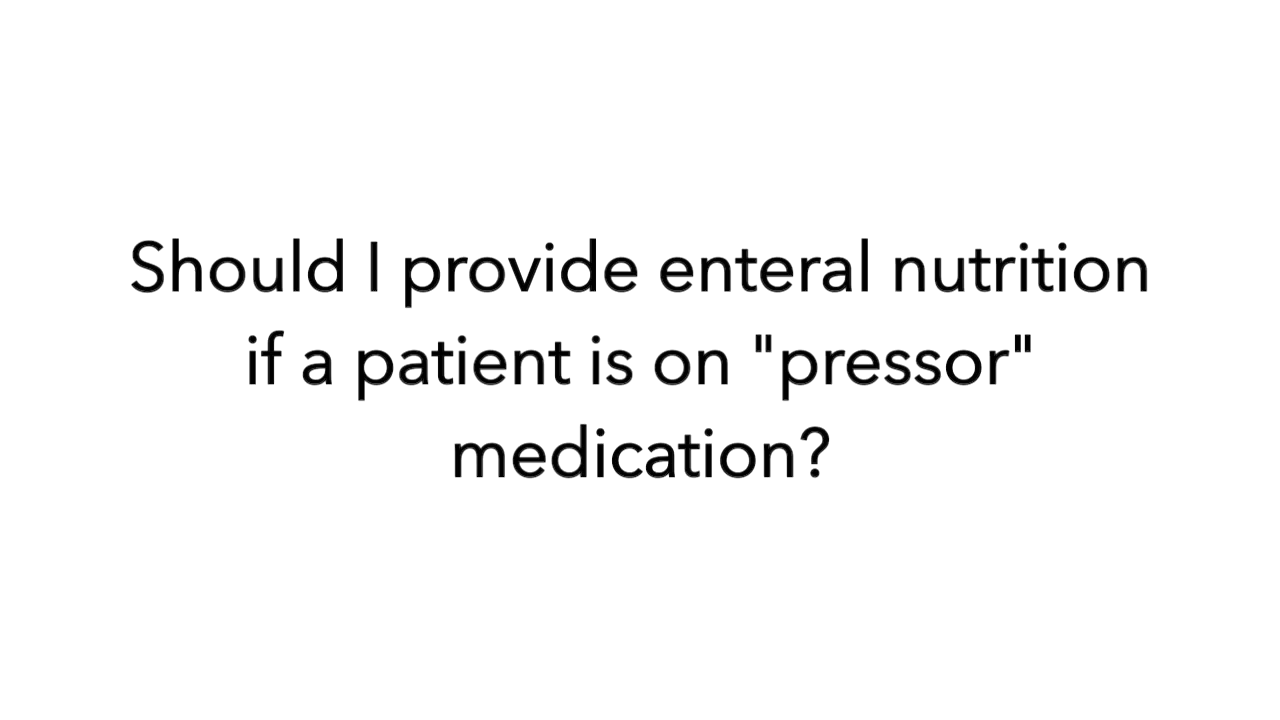 Should I provide enteral nutrition
if a patient is on "pressor"
medication?